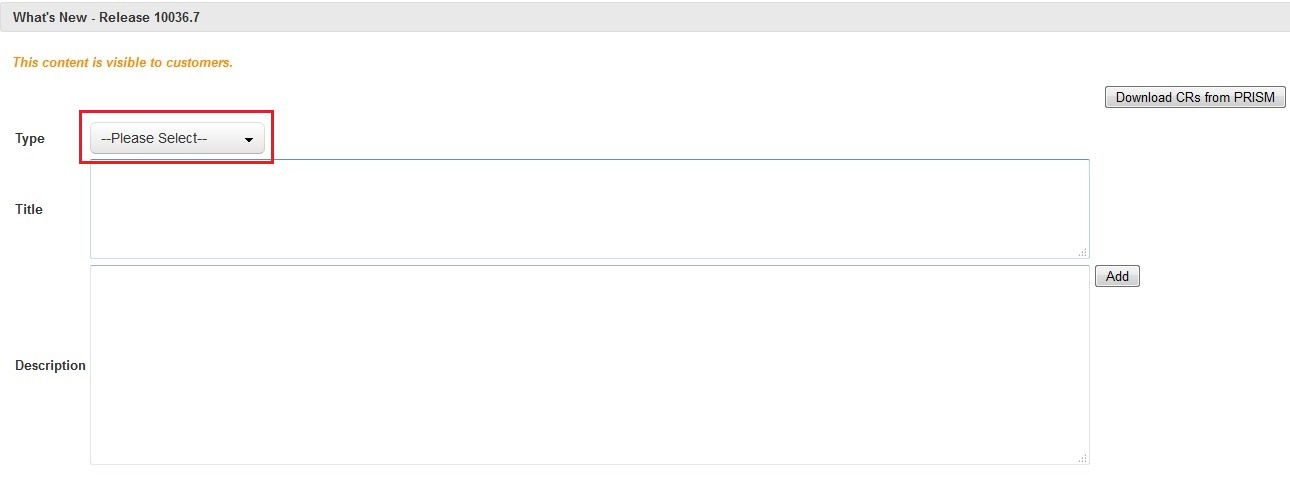 What's New - Release 10036.7
This content is visible to customers.
Download CRs from PRISM
Type
--Please Select--
Title
Add
Description